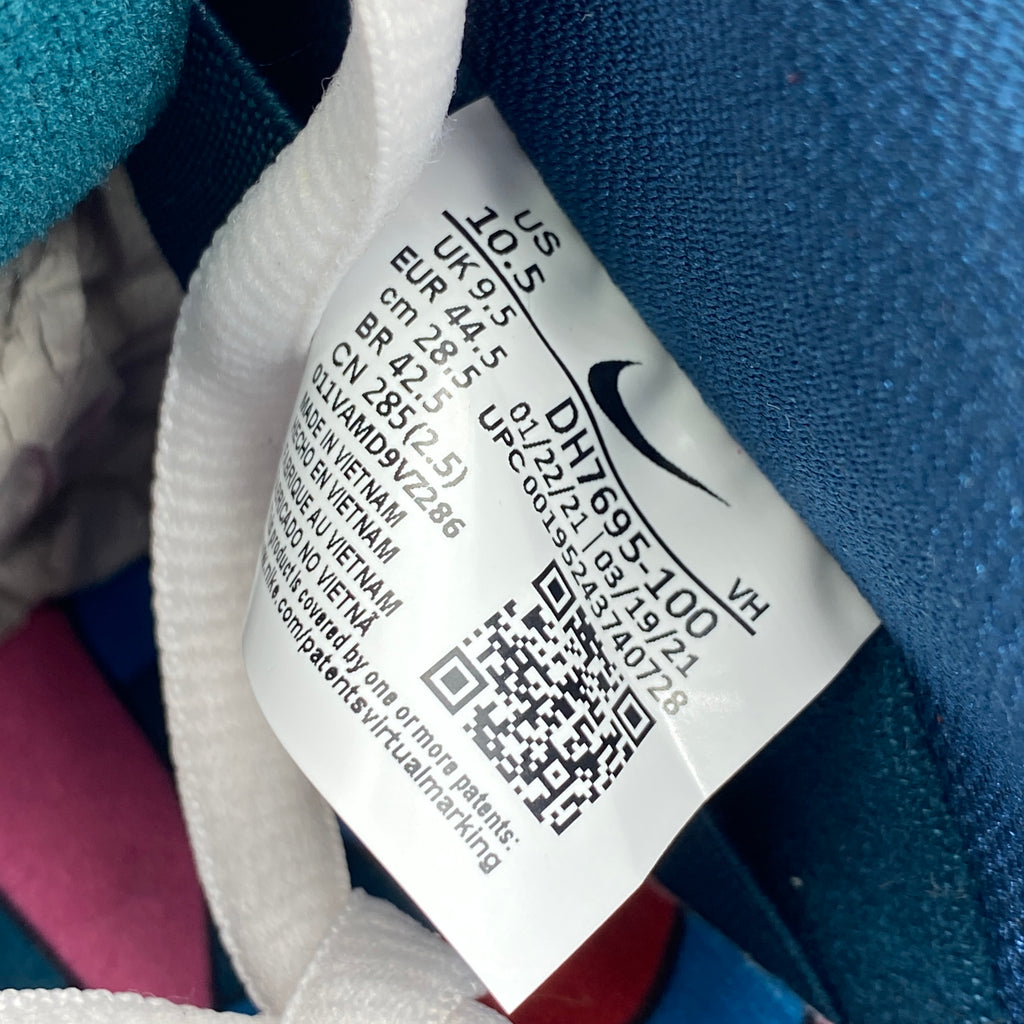 US
10.5
UK 9.5
EUR 44.5
cm 28.5
BR 42.5
CN 285(2.5)
011VAMD9VZ286
MADE IN VIETNAM
HECHO EN VIETNAM
AU VIETNAM
NO VIETNÃ
product is covered by one or more patents:
.nike.com/patentsvirtualmarking
VH
DH7695-100
01/22/21 | 03/19/21
UPC 00195243740728